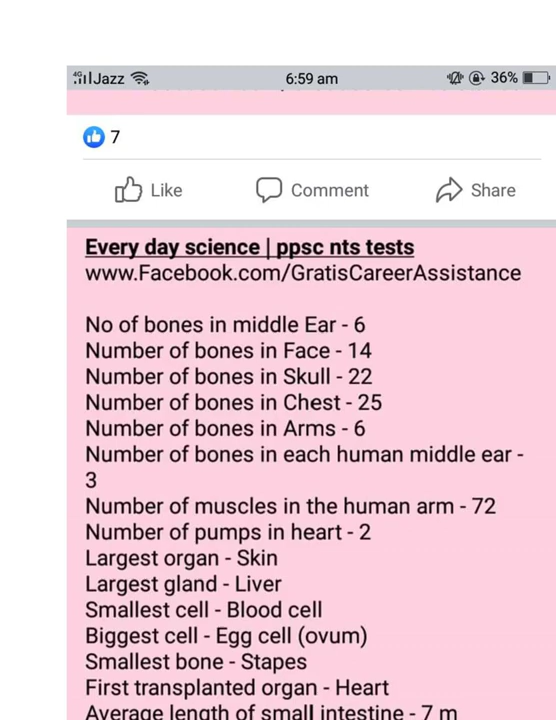 4G Jazz 6:59 am 36%
7
Like Comment Share
Every day science | ppsc nts tests
www.Facebook.com/GratisCareerAssistance
No of bones in middle Ear - 6
Number of bones in Face - 14
Number of bones in Skull - 22
Number of bones in Chest - 25
Number of bones in Arms - 6
Number of bones in each human middle ear -
3
Number of muscles in the human arm - 72
Number of pumps in heart - 2
Largest organ - Skin
Largest gland - Liver
Smallest cell - Blood cell
Biggest cell - Egg cell (ovum)
Smallest bone - Stapes
First transplanted organ - Heart
Average length of small intestine - 7 m